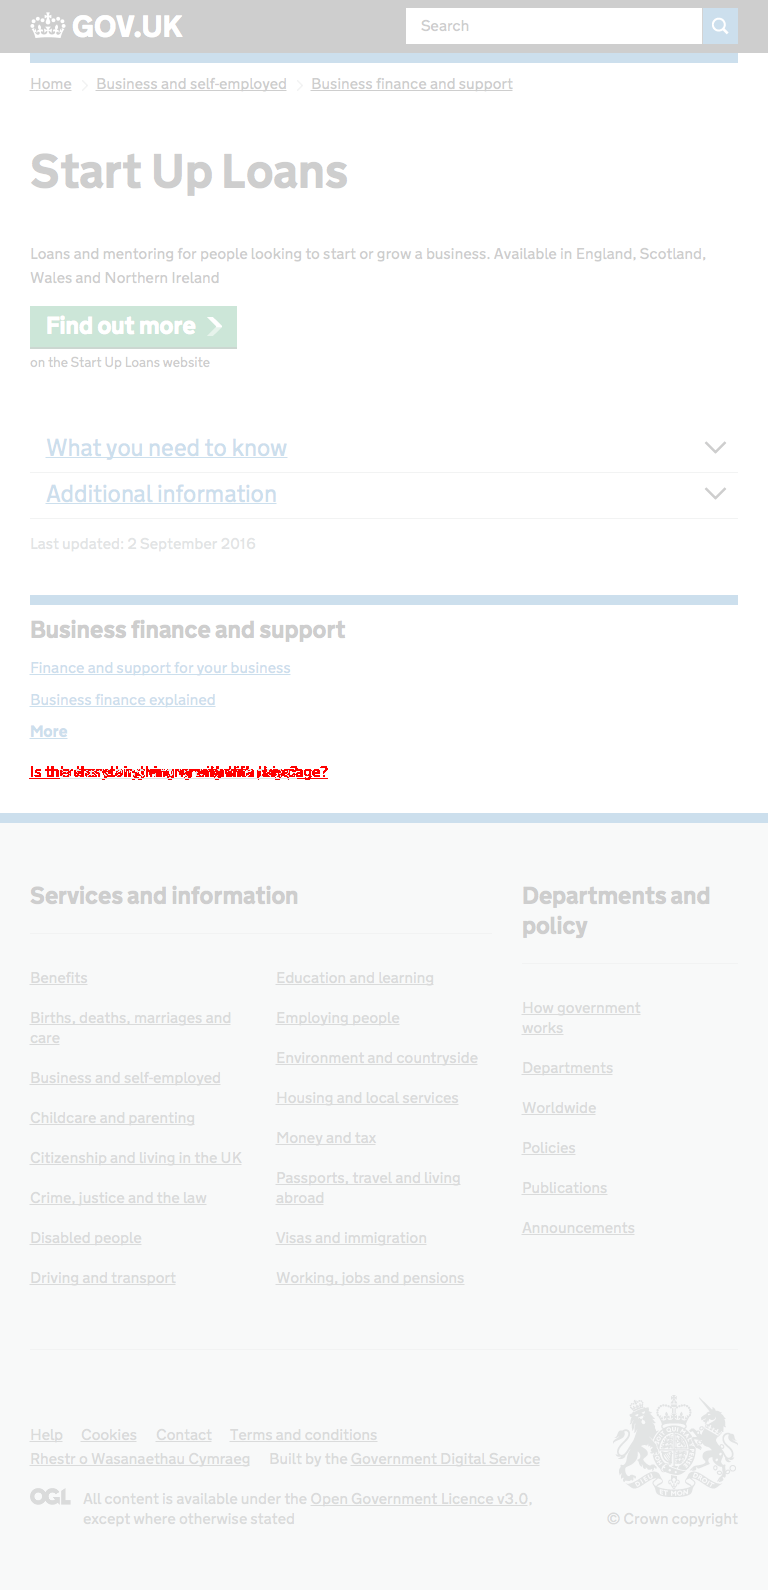 GOV.UK
Search
Home
Business and self-employed
Business finance and support
Start Up Loans
Loans and mentoring for people looking to start or grow a business. Available in England, Scotland,
Wales and Northern Ireland
Find out more
on the Start Up Loans website
What you need to know
Additional information
Last updated: 2 September 2016
Business finance and support
Finance and support for your business
Business finance explained
More
Services and information
Benefits
Births, deaths, marriages and
care
Business and self-employed
Childcare and parenting
Citizenship and living in the UK
Crime, justice and the law
Disabled people
Driving and transport
Education and learning
Employing people
Environment and countryside
Housing and local services
Money and tax
Passports, travel and living
abroad
Visas and immigration
Working, jobs and pensions
Departments and
policy
How government
works
Departments
Worldwide
Policies
Publications
Announcements
Help Cookies Contact Terms and conditions
Rhestr o Wasanaethau Cymraeg Built by the Government Digital Service
OGL All content is available under the Open Government Licence v3.0,
except where otherwise stated
© Crown copyright